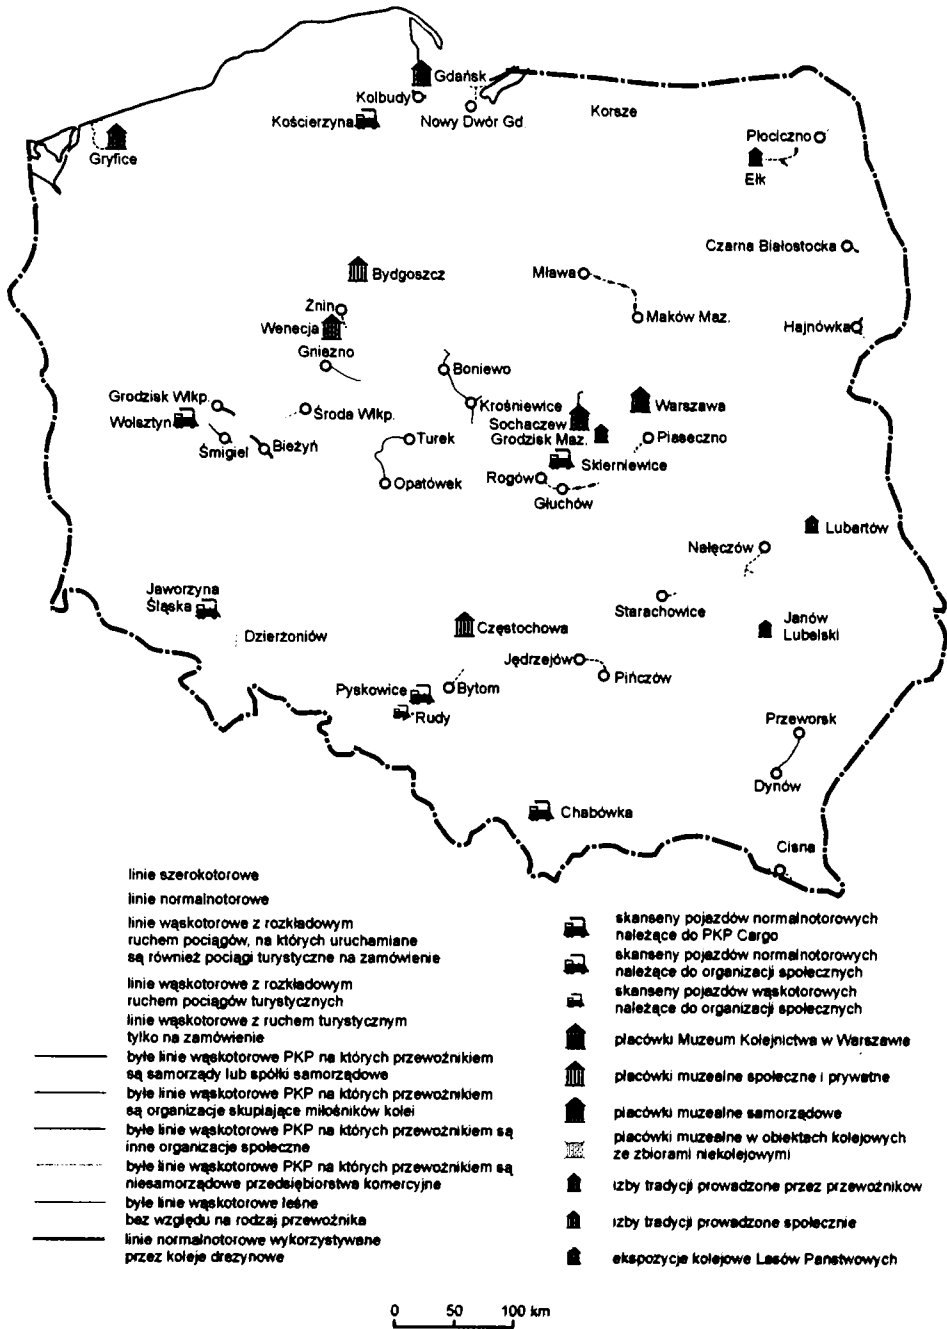 Gdańsk
Kolbudy
Kościerzyna
Nowy Dwór Gd.
Korsze
Płociczno
Gryfice
Ełk
Czarna Białostocka
Bydgoszcz
Mława
Żnin
Maków Maz.
Hajnówka
Wenecja
Gniezno
Boniewo
Grodzisk Wlkp.
Krośniewice
Warszawa
Wolsztyn
Środa Wlkp.
Sochaczew
Grodzisk Maz.
Piaseczno
Śmigiel
Bieżyń
Turek
Skierniewice
Rogów
Opatówek
Głuchów
Lubartów
Nałęczów
Jaworzyna
Śląska
Starachowice
Janów
Lubelski
Dzierżoniów
Częstochowa
Jędrzejów
Pińczów
Pyskowice
Bytom
Rudy
Przeworsk
Dynów
Chabówka
Cisna
linie szerokotorowe
linie normalnotorowe
linie wąskotorowe z rozkładowym
ruchem pociągów, na których uruchamiane
są również pociągi turystyczne na zamówienie
linie wąskotorowe z rozkładowym
ruchem pociągów turystycznych
linie wąskotorowe z ruchem turystycznym
tylko na zamówienie
byłe linie wąskotorowe PKP na których przewoźnikiem
są samorządy lub spółki samorządowe
byłe linie wąskotorowe PKP na których przewoźnikiem
są organizacje skupiające miłośników kolei
byłe linie wąskotorowe PKP na których przewoźnikiem są
inne organizacje społeczne
byłe linie wąskotorowe PKP na których przewoźnikiem są
niesamorządowe przedsiębiorstwa komercyjne
byłe linie wąskotorowe leśne
bez względu na rodzaj przewoźnika
linie normalnotorowe wykorzystywane
przez koleje drezynowe
skanseny pojazdów normalnotorowych
należące do PKP Cargo
skanseny pojazdów normalnotorowych
należące do organizacji społecznych
skanseny pojazdów wąskotorowych
należące do organizacji społecznych
placówki Muzeum Kolejnictwa w Warszawie
placówki muzealne społeczne i prywatne
placówki muzealne samorządowe
placówki muzealne w obiektach kolejowych
ze zbiorami niekolejowymi
izby tradycji prowadzone przez przewoźników
izby tradycji prowadzone społecznie
ekspozycje kolejowe Lasów Państwowych
0 50 100 km